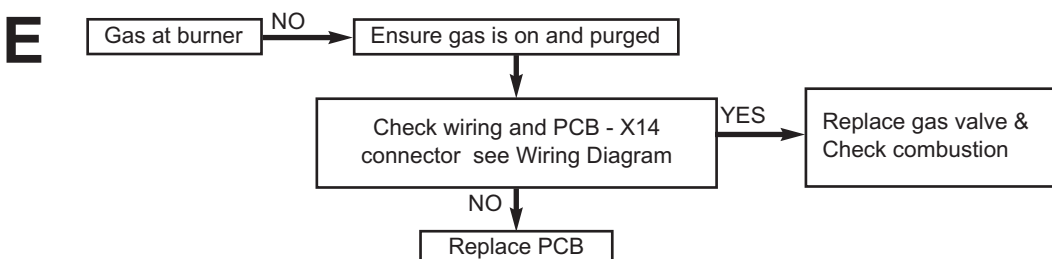 E
Gas at burner
NO
Ensure gas is on and purged
Check wiring and PCB - X14
connector see Wiring Diagram
YES
Replace gas valve &
Check combustion
NO
Replace PCB